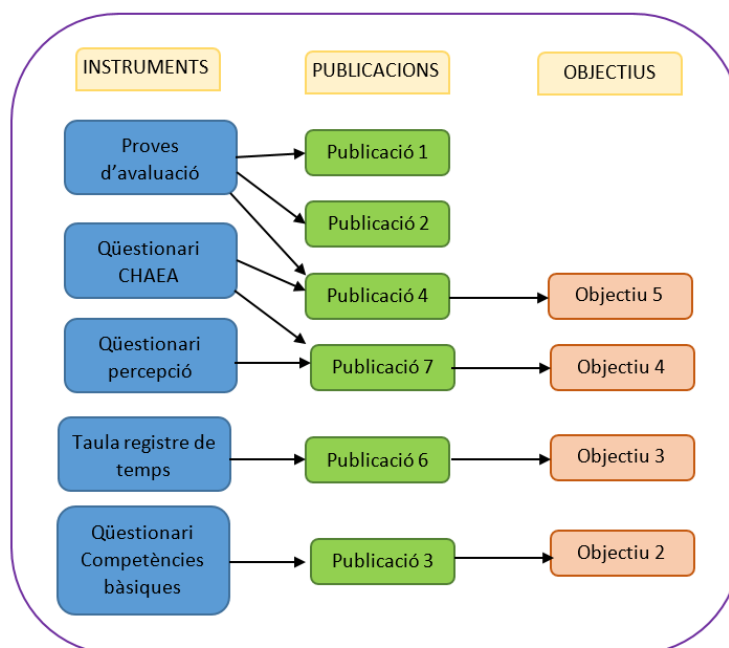 INSTRUMENTS
PUBLICACIONS
OBJECTIUS
Proves
d'avaluació
Publicació 1
Publicació 2
Qüestionari
CHAEA
Publicació 4
Objectiu 5
Qüestionari
percepció
Publicació 7
Objectiu 4
Taula registre de
temps
Publicació 6
Objectiu 3
Qüestionari
Competències
bàsiques
Publicació 3
Objectiu 2